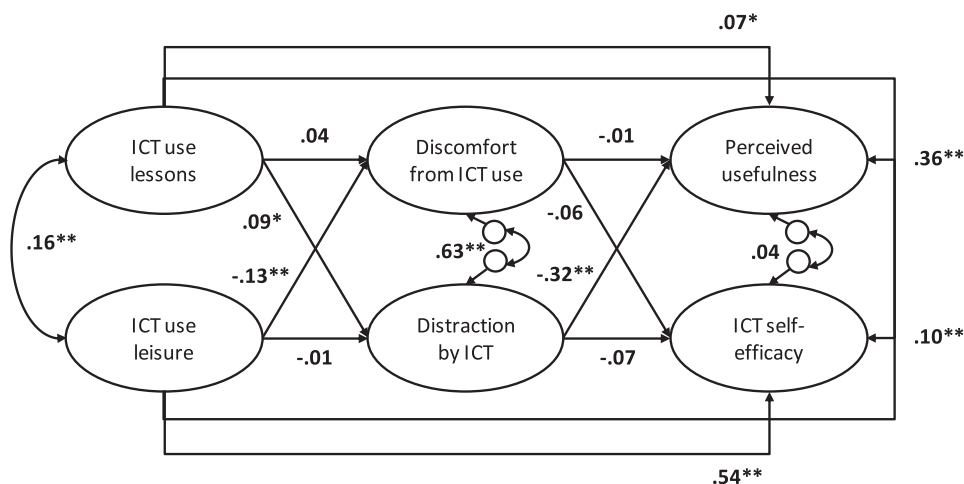 .07*
ICT use
lessons
.04
Discomfort
from ICT use
-.01
Perceived
usefulness
.36**
.09*
-.06
.16**
.63**
.04
-.13**
-.32**
ICT use
leisure
-.01
Distraction
by ICT
-.07
ICT self-
efficacy
.10**
.54**